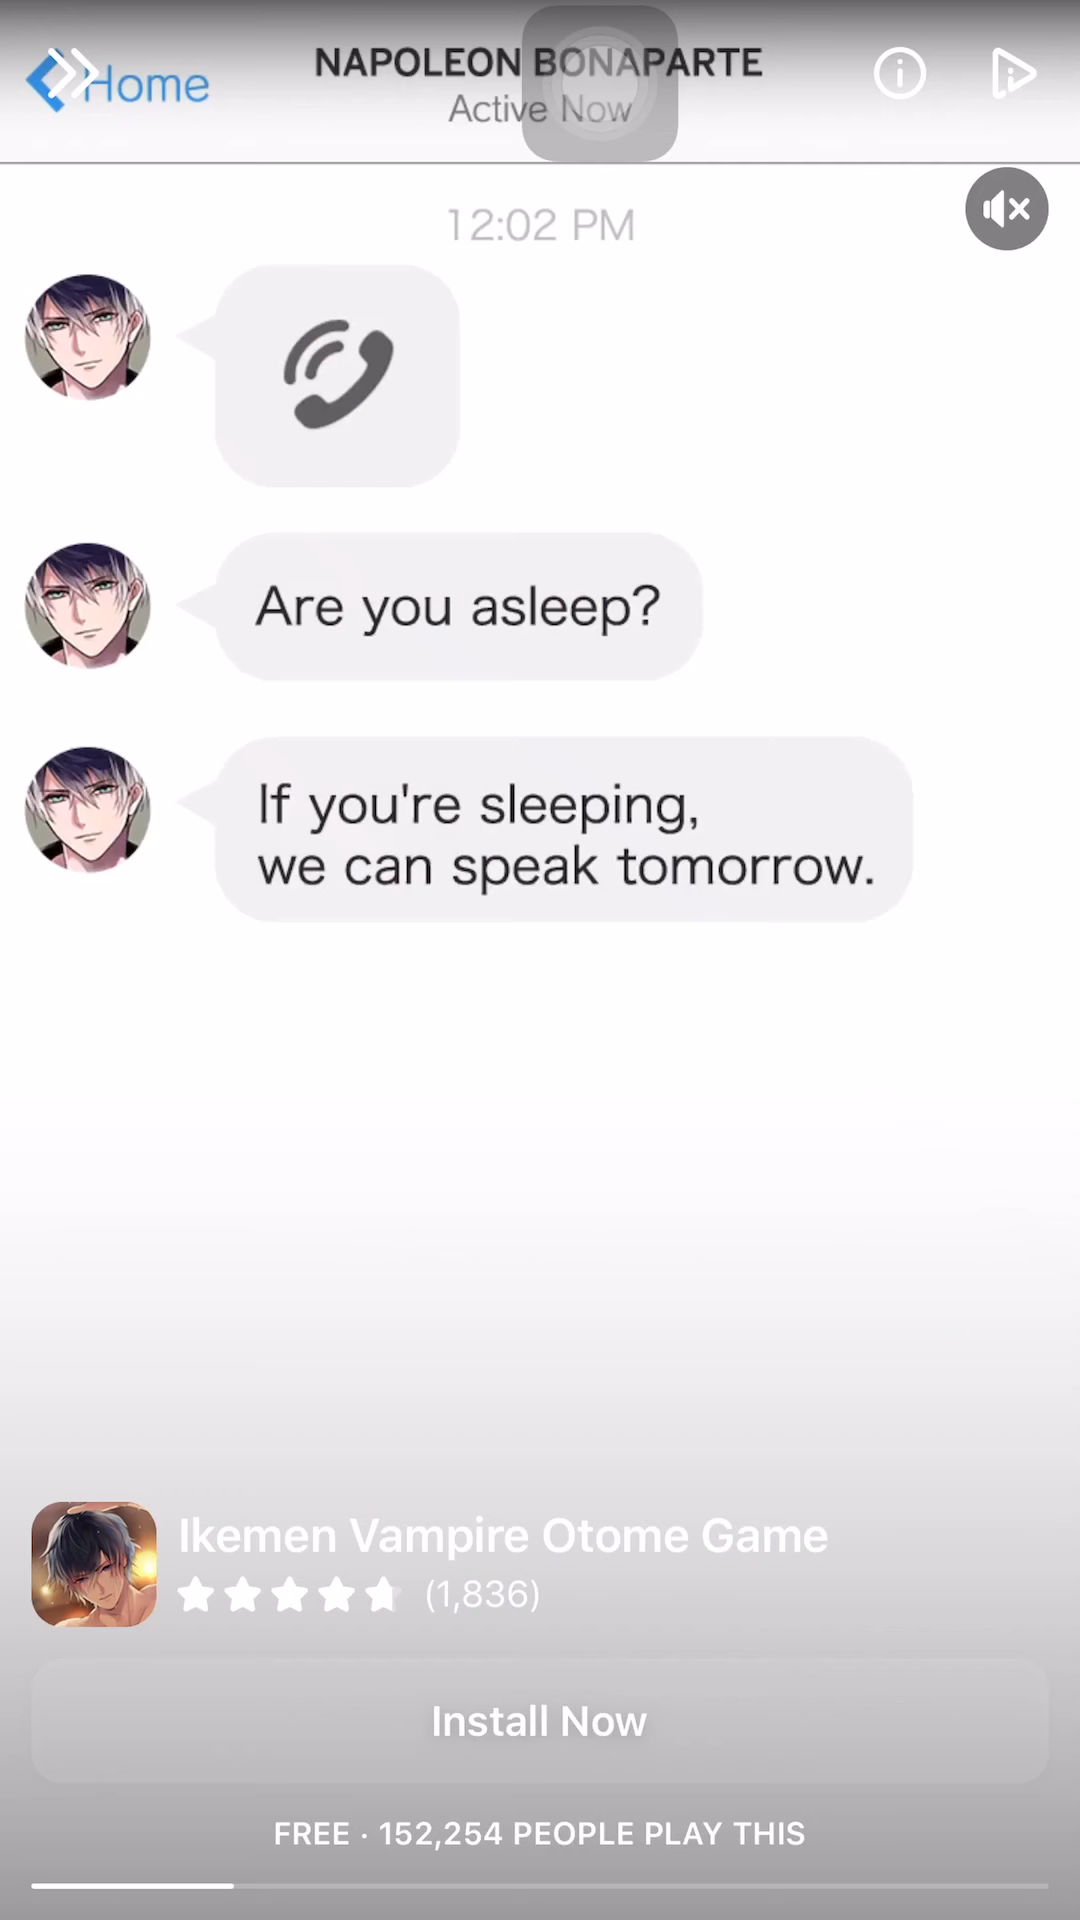 Home
NAPOLEON BONAPARTE
Active Now
12:02 PM
Are you asleep?
If you're sleeping,
we can speak tomorrow.
Ikemen Vampire Otome Game
(1,836)
Install Now
FREE · 152,254 PEOPLE PLAY THIS